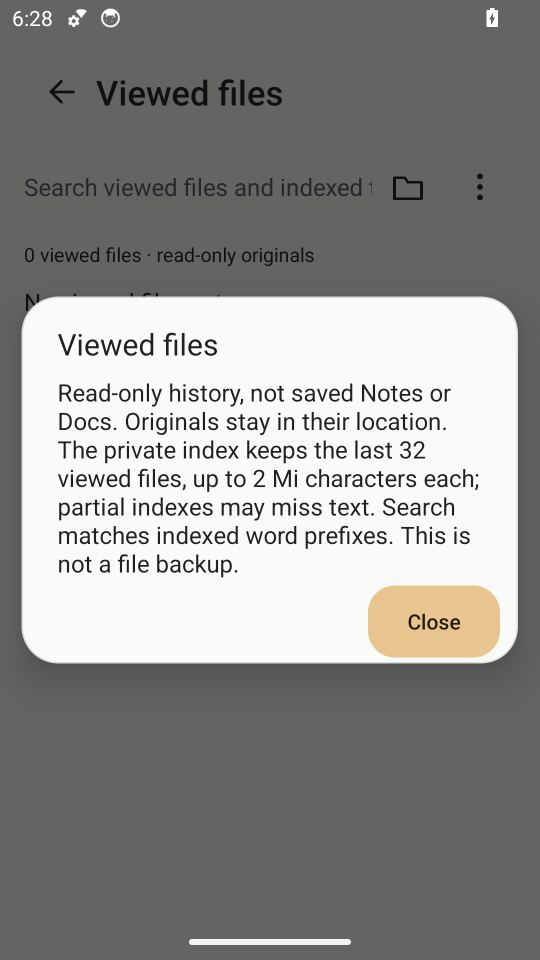 6:28
Viewed files
Search viewed files and indexed
0 viewed files · read-only originals
Viewed files
Read-only history, not saved Notes or
Docs. Originals stay in their location.
The private index keeps the last 32
viewed files, up to 2 Mi characters each;
partial indexes may miss text. Search
matches indexed word prefixes. This is
not a file backup.
Close